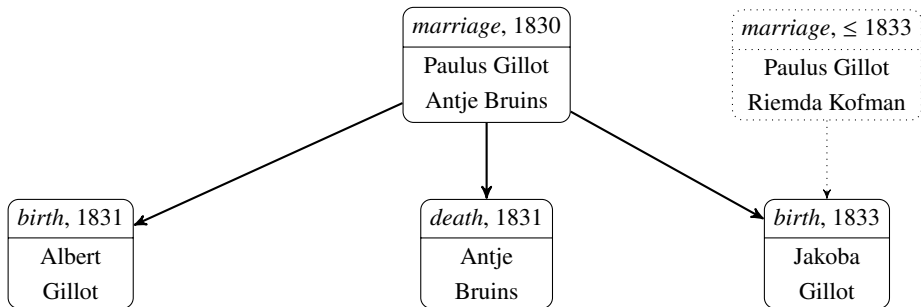 marriage, 1830
Paulus Gillot
Antje Bruins
marriage, ≤ 1833
Paulus Gillot
Riemda Kofman
birth, 1831
Albert
Gillot
death, 1831
Antje
Bruins
birth, 1833
Jakoba
Gillot